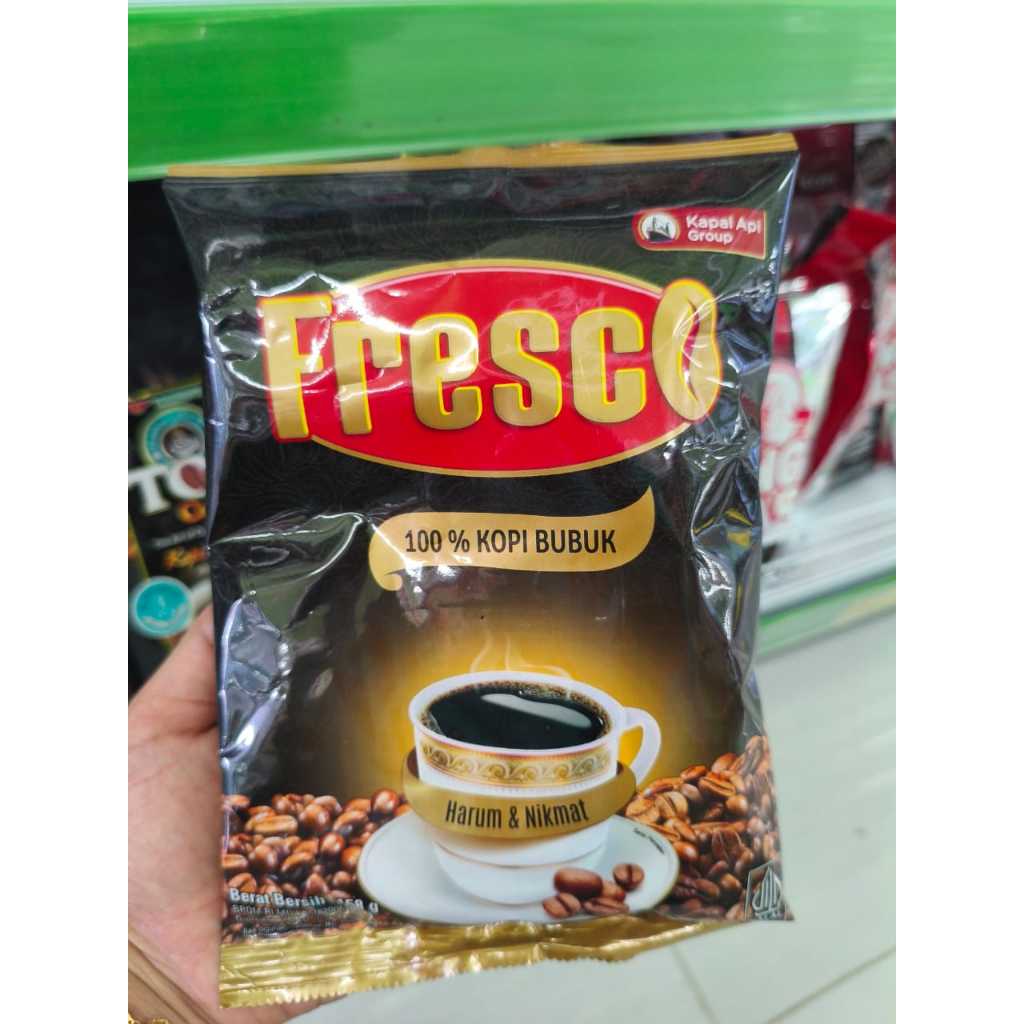 Kapal Api
Group
Fresco
100 % KOPI BUBUK
Harum & Nikmat
Berat Bersih
g